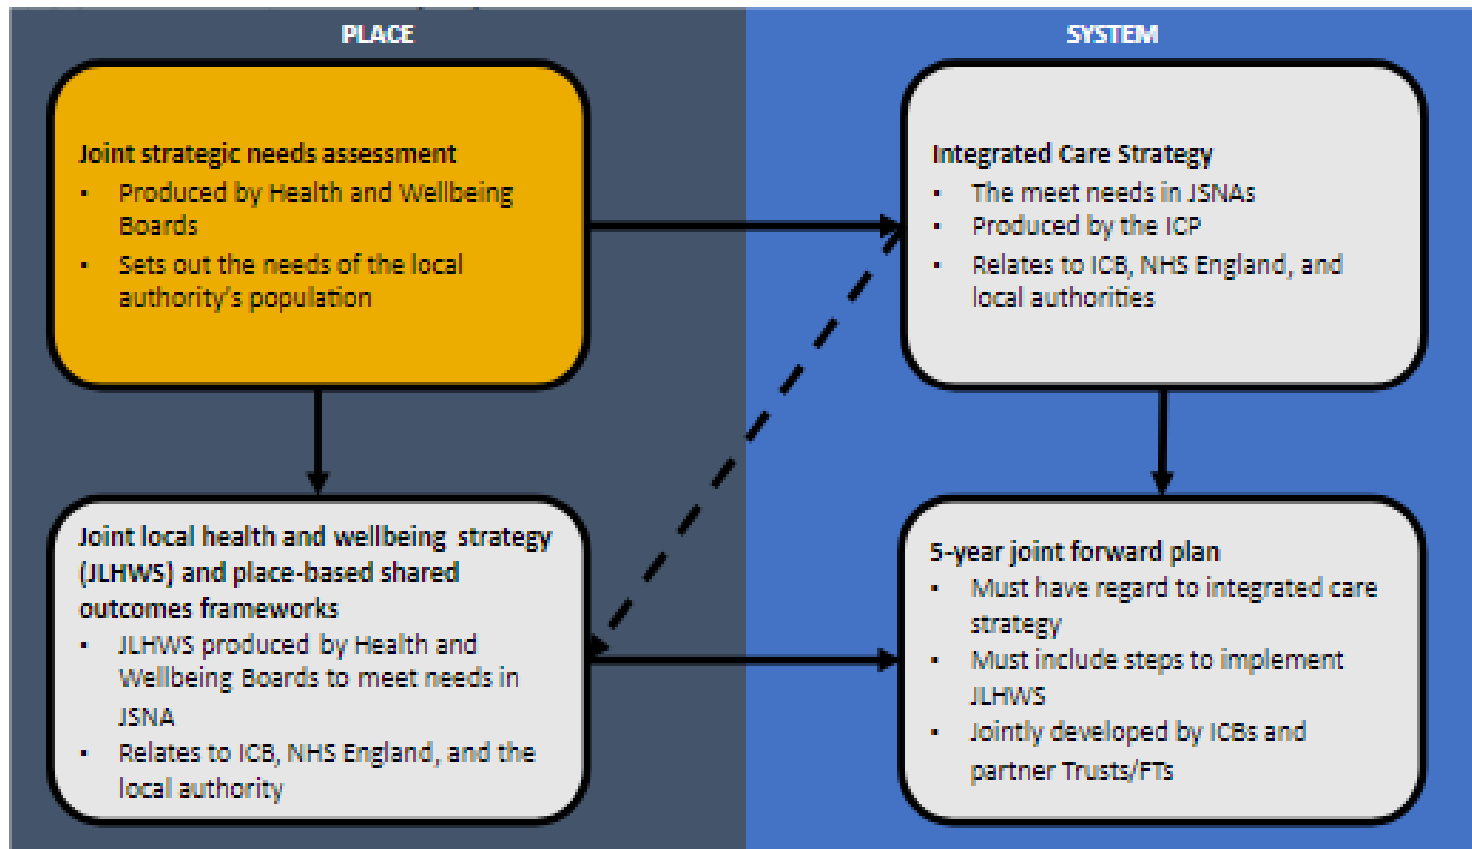 PLACE
Joint strategic needs assessment
▪ Produced by Health and Wellbeing
Boards
▪ Sets out the needs of the local
authority's population
Joint local health and wellbeing strategy
(JLHWS) and place-based shared
outcomes frameworks
▪ JLHWS produced by Health and
Wellbeing Boards to meet needs in
JSNA
▪ Relates to ICB, NHS England, and the
local authority
SYSTEM
Integrated Care Strategy
▪ The meet needs in JSNAs
▪ Produced by the ICP
▪ Relates to ICB, NHS England, and
local authorities
5-year joint forward plan
▪ Must have regard to integrated care
strategy
▪ Must include steps to implement
JLHWS
▪ Jointly developed by ICBs and
partner Trusts/FTs